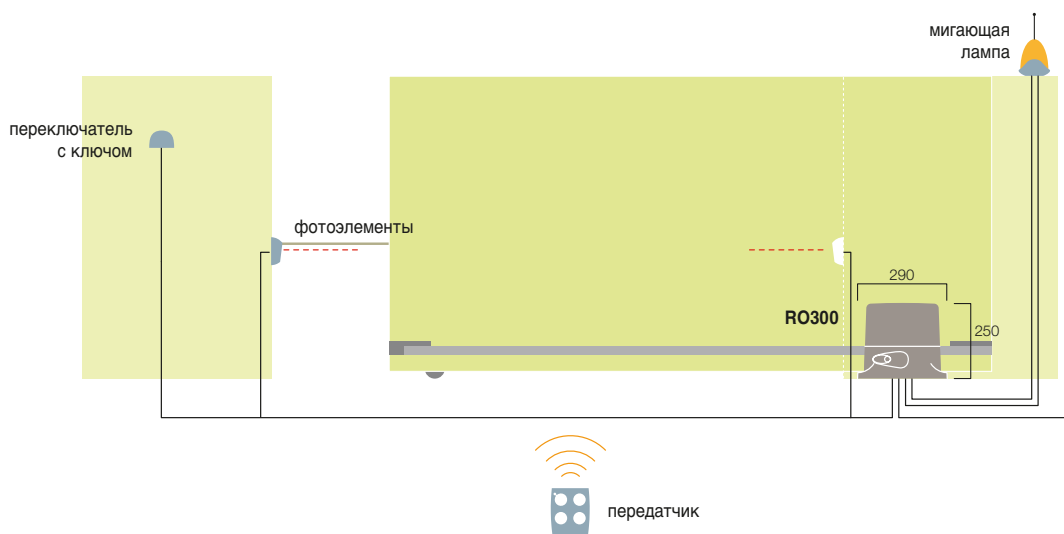 мигающая
лампа
переключатель
с ключом
фотоэлементы
290
RO300
250
передатчик